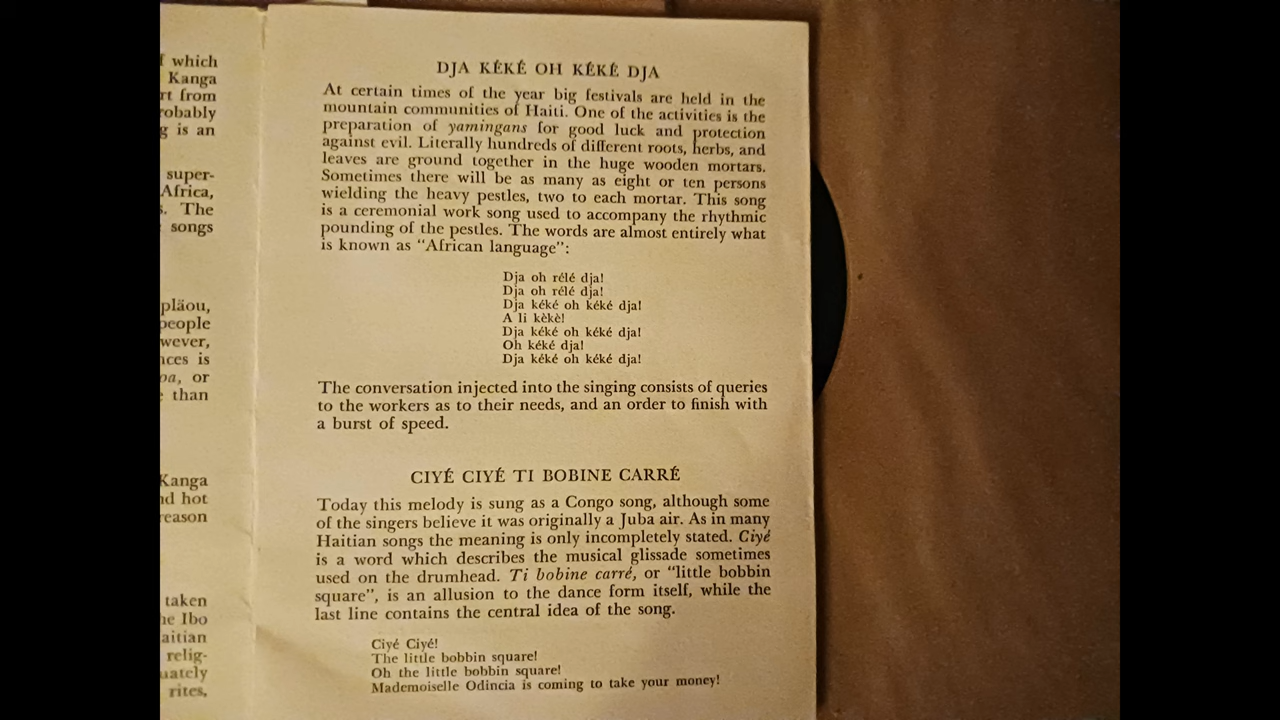 f which
Kanga
rt from
robably
g is an
super-
Africa,
s. The
songs
pläou,
people
wever,
nces is
oa, or
than
Kanga
nd hot
reason
taken
he Ibo
aitian
relig-
uately
rites,
DJA KÉKÉ OH KÉKÉ DJA
At certain times of the year big festivals are held in the
mountain communities of Haiti. One of the activities is the
preparation of yamingans for good luck and protection
against evil. Literally hundreds of different roots, herbs, and
leaves are ground together in the huge wooden mortars.
Sometimes there will be as many as eight or ten persons
wielding the heavy pestles, two to each mortar. This song
is a ceremonial work song used to accompany the rhythmic
pounding of the pestles. The words are almost entirely what
is known as "African language":
Dja oh rélé dja!
Dja oh rélé dja!
Dja kéké oh kéké dja!
A li kèkè!
Dja kéké oh kéké dja!
Oh kéké dja!
Dja kéké oh kéké dja!
The conversation injected into the singing consists of queries
to the workers as to their needs, and an order to finish with
a burst of speed.
CIYÉ CIYÉ TI BOBINE CARRÉ
Today this melody is sung as a Congo song, although some
of the singers believe it was originally a Juba air. As in many
Haitian songs the meaning is only incompletely stated. Ciyé
is a word which describes the musical glissade sometimes
used on the drumhead. Ti bobine carré, or "little bobbin
square", is an allusion to the dance form itself, while the
last line contains the central idea of the song.
Ciyé Ciyé!
The little bobbin square!
Oh the little bobbin square!
Mademoiselle Odincia is coming to take your money!